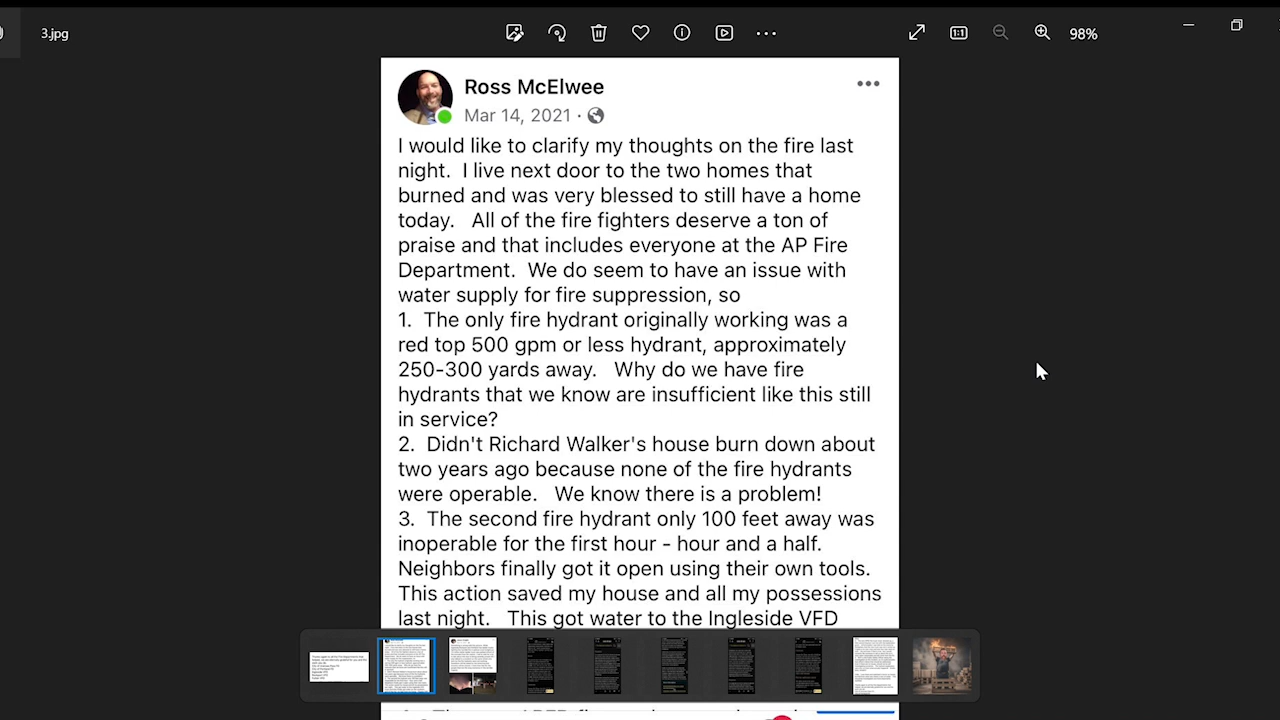 3.jpg
98%
Ross McElwee
Mar 14, 2021 ·
I would like to clarify my thoughts on the fire last
night.  I live next door to the two homes that
burned and was very blessed to still have a home
today.   All of the fire fighters deserve a ton of
praise and that includes everyone at the AP Fire
Department.  We do seem to have an issue with
water supply for fire suppression, so
1.  The only fire hydrant originally working was a
red top 500 gpm or less hydrant, approximately
250-300 yards away.   Why do we have fire
hydrants that we know are insufficient like this still
in service?
2.  Didn't Richard Walker's house burn down about
two years ago because none of the fire hydrants
were operable.   We know there is a problem!
3.  The second fire hydrant only 100 feet away was
inoperable for the first hour - hour and a half.
Neighbors finally got it open using their own tools.
This action saved my house and all my possessions
last night.   This got water to the Ingleside VFD